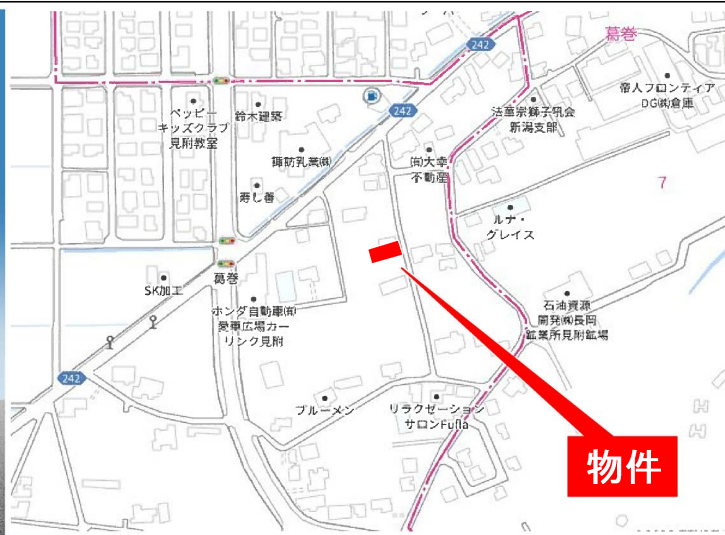 242
葛巻
帝人フロンティア
DG㈱倉庫
242
ペッピー
キッズクラブ
見附教室
鈴木建築
諏訪乳業㈱
法華宗獅子吼会
新潟支部
㈲大幸
不動産
寿し善
7
ルナ・
グレイス
葛巻
SK加工
ホンダ自動車㈲
愛車広場カー
リンク見附
石油資源
開発㈱長岡
鉱業所見附鉱場
242
ブルーメン
リラクゼーション
サロンFufla
物件